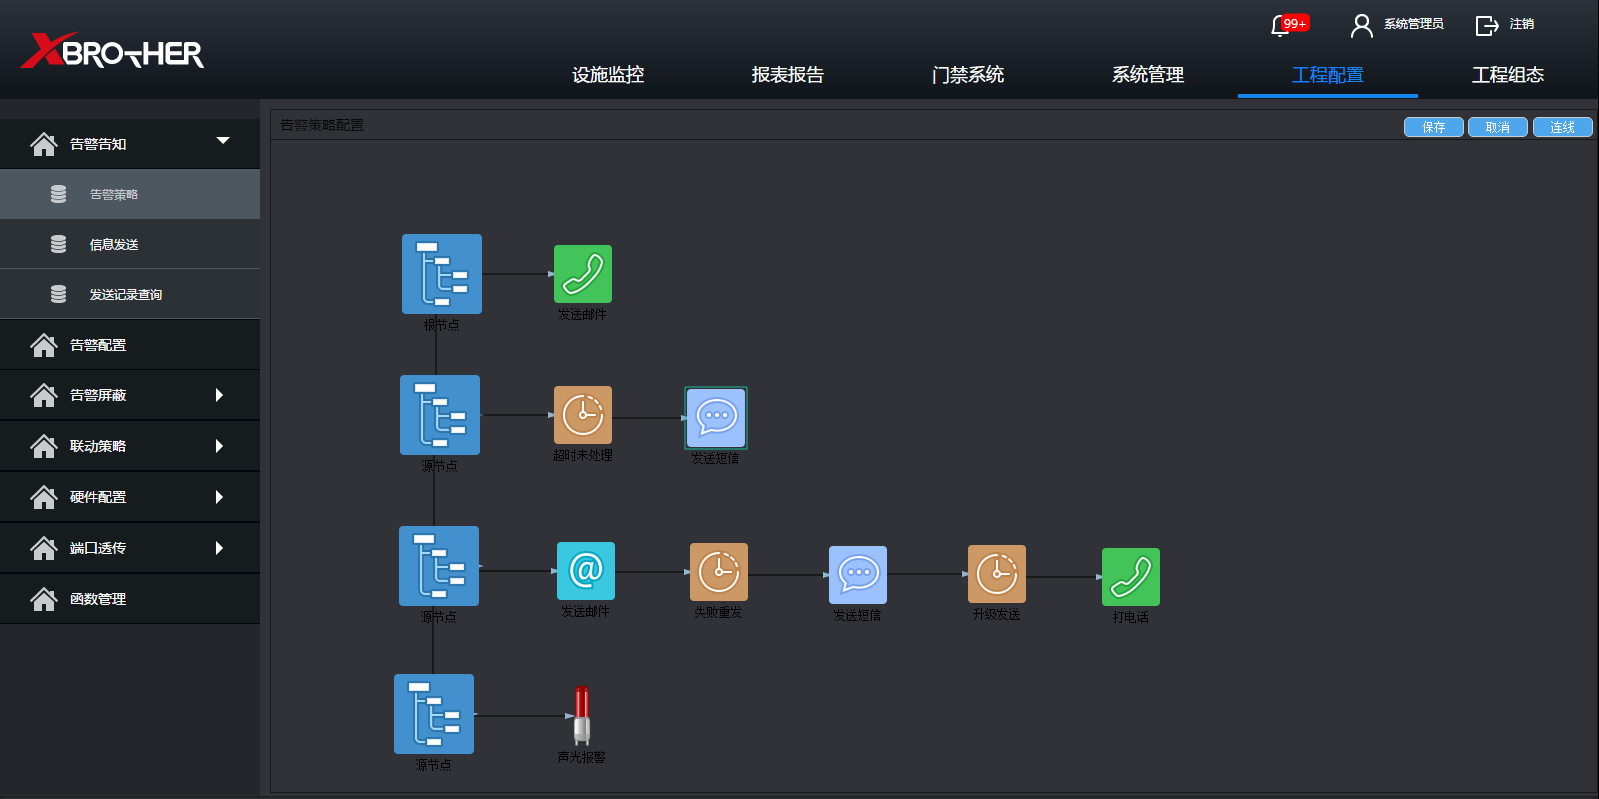 99+
系统管理员
注销
XBROTHER
设施监控
报表报告
门禁系统
系统管理
工程配置
工程组态
告警告知
告警策略
信息发送
发送记录查询
告警配置
告警屏蔽
联动策略
硬件配置
端口透传
函数管理
告警策略配置
保存
取消
连线
根节点
发送邮件
源节点
超时未处理
发送短信
源节点
@
发送邮件
失败重发
发送短信
升级发送
打电话
源节点
声光报警